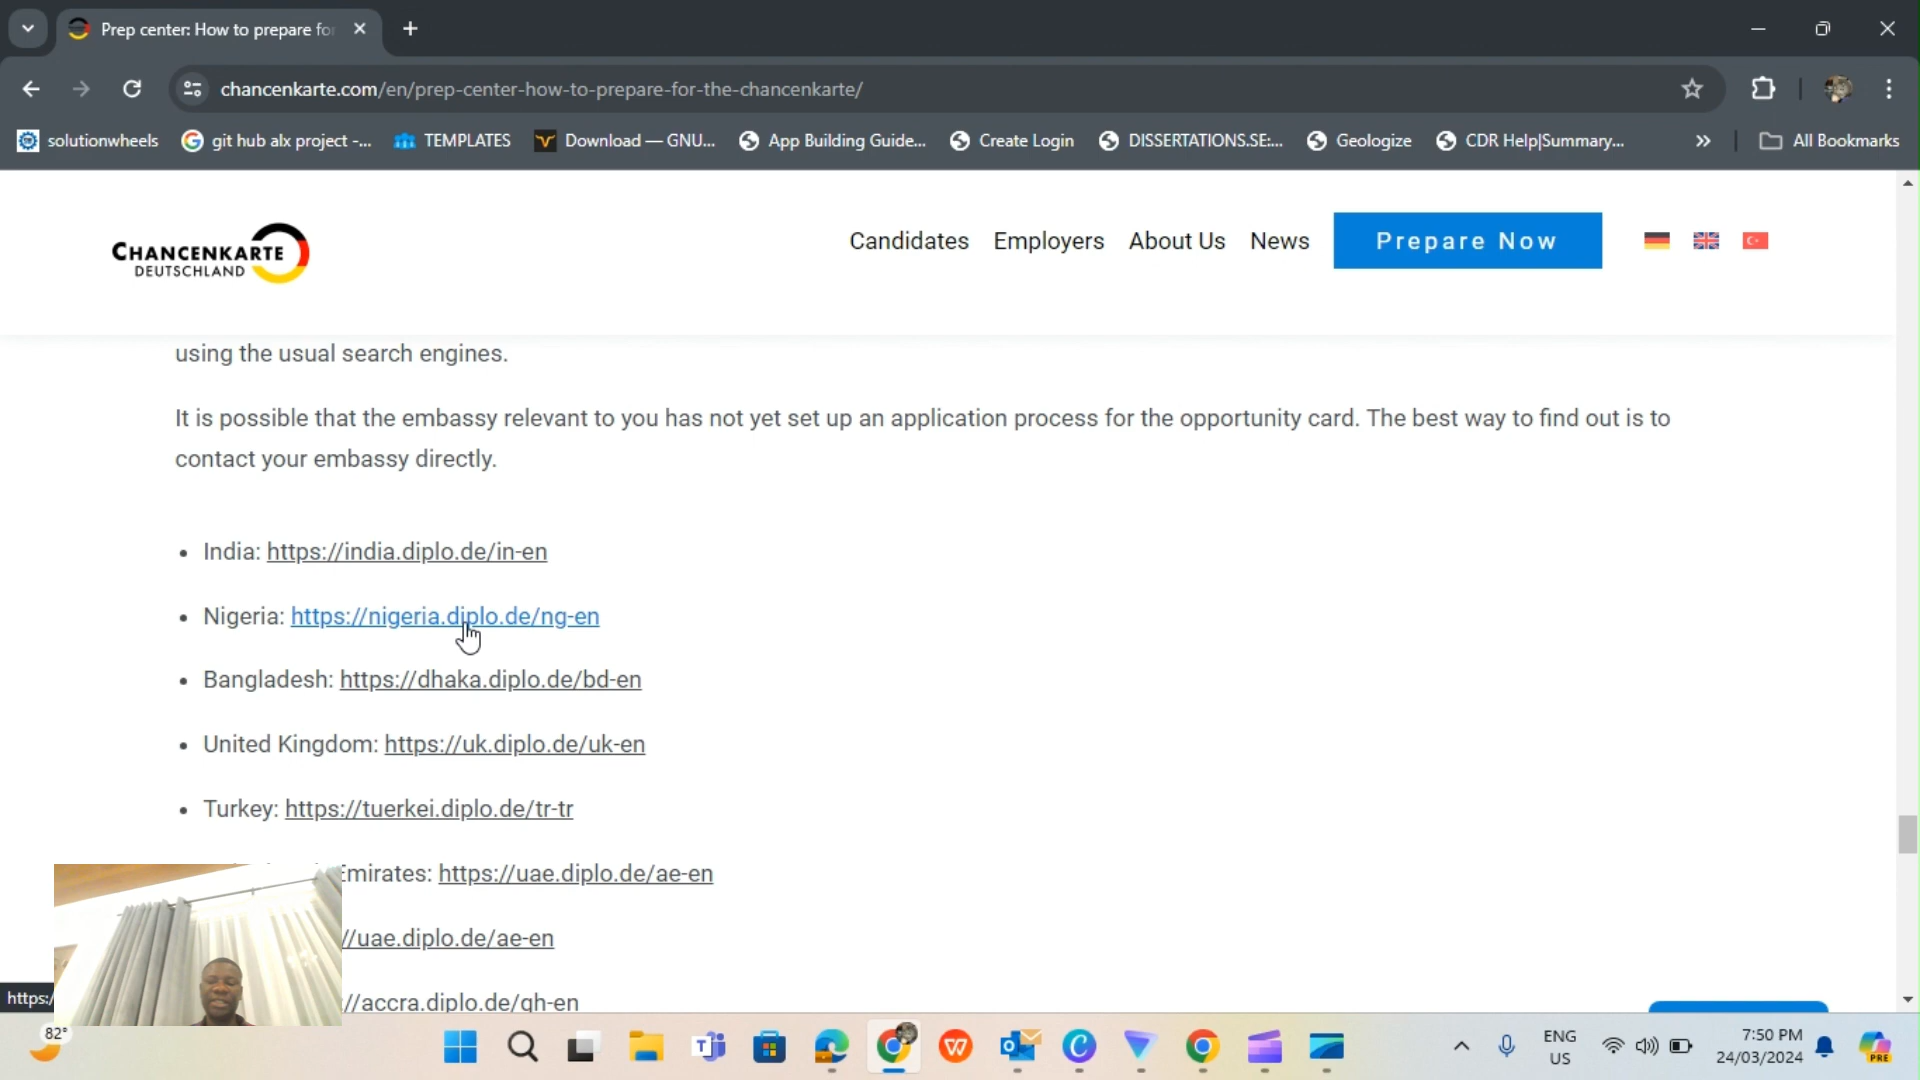 Prep center: How to prepare for
chancenkarte.com/en/prep-center-how-to-prepare-for-the-chancenkarte/
solutionwheels
git hub alx project -...
TEMPLATES
Download — GNU...
App Building Guide...
Create Login
DISSERTATIONS.SE:...
Geologize
CDR Help|Summary...
All Bookmarks
CHANCENKARTE
DEUTSCHLAND
Candidates
Employers
About Us
News
Prepare Now
using the usual search engines.
It is possible that the embassy relevant to you has not yet set up an application process for the opportunity card. The best way to find out is to
contact your embassy directly.
India: https://india.diplo.de/in-en
Nigeria: https://nigeria.diplo.de/ng-en
Bangladesh: https://dhaka.diplo.de/bd-en
United Kingdom: https://uk.diplo.de/uk-en
Turkey: https://tuerkei.diplo.de/tr-tr
Emirates: https://uae.diplo.de/ae-en
//uae.diplo.de/ae-en
//accra.diplo.de/gh-en
https:/
82°
ENG
US
7:50 PM
24/03/2024
PRE